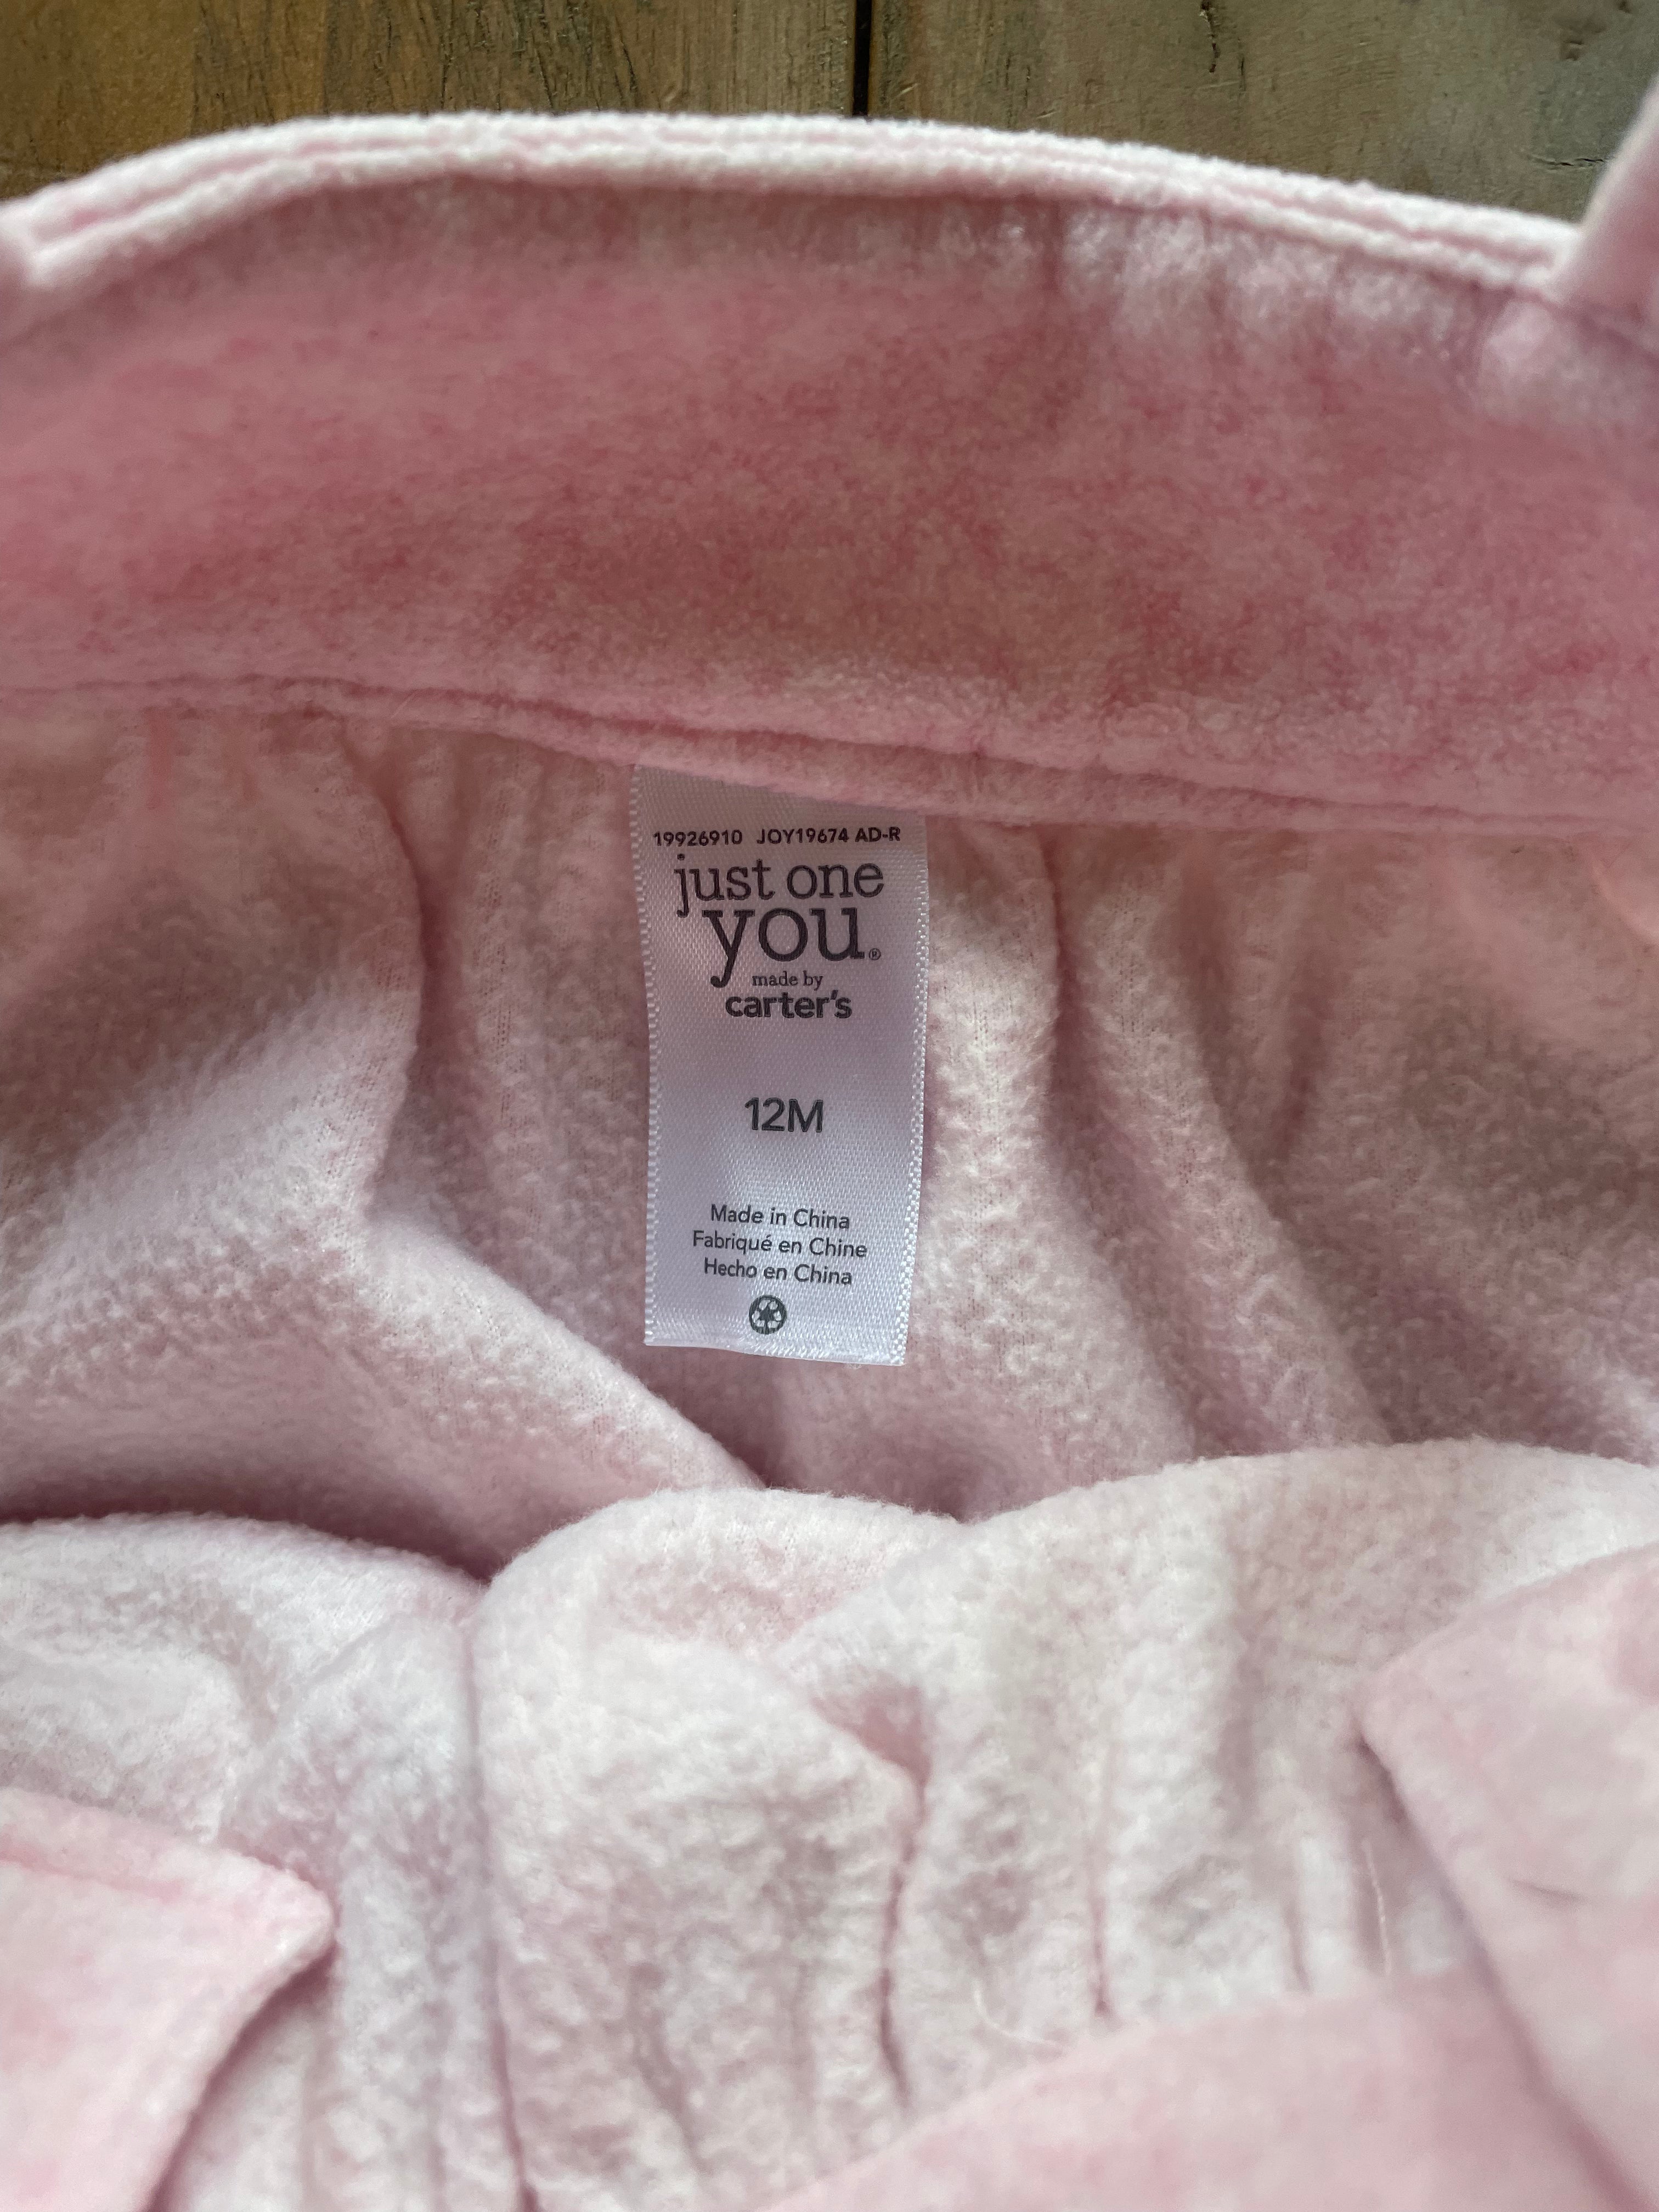 19926910 JOY19674 AD-R
just one
you.®
made by
carter's
12M
Made in China
Fabriqué en Chine
Hecho en China